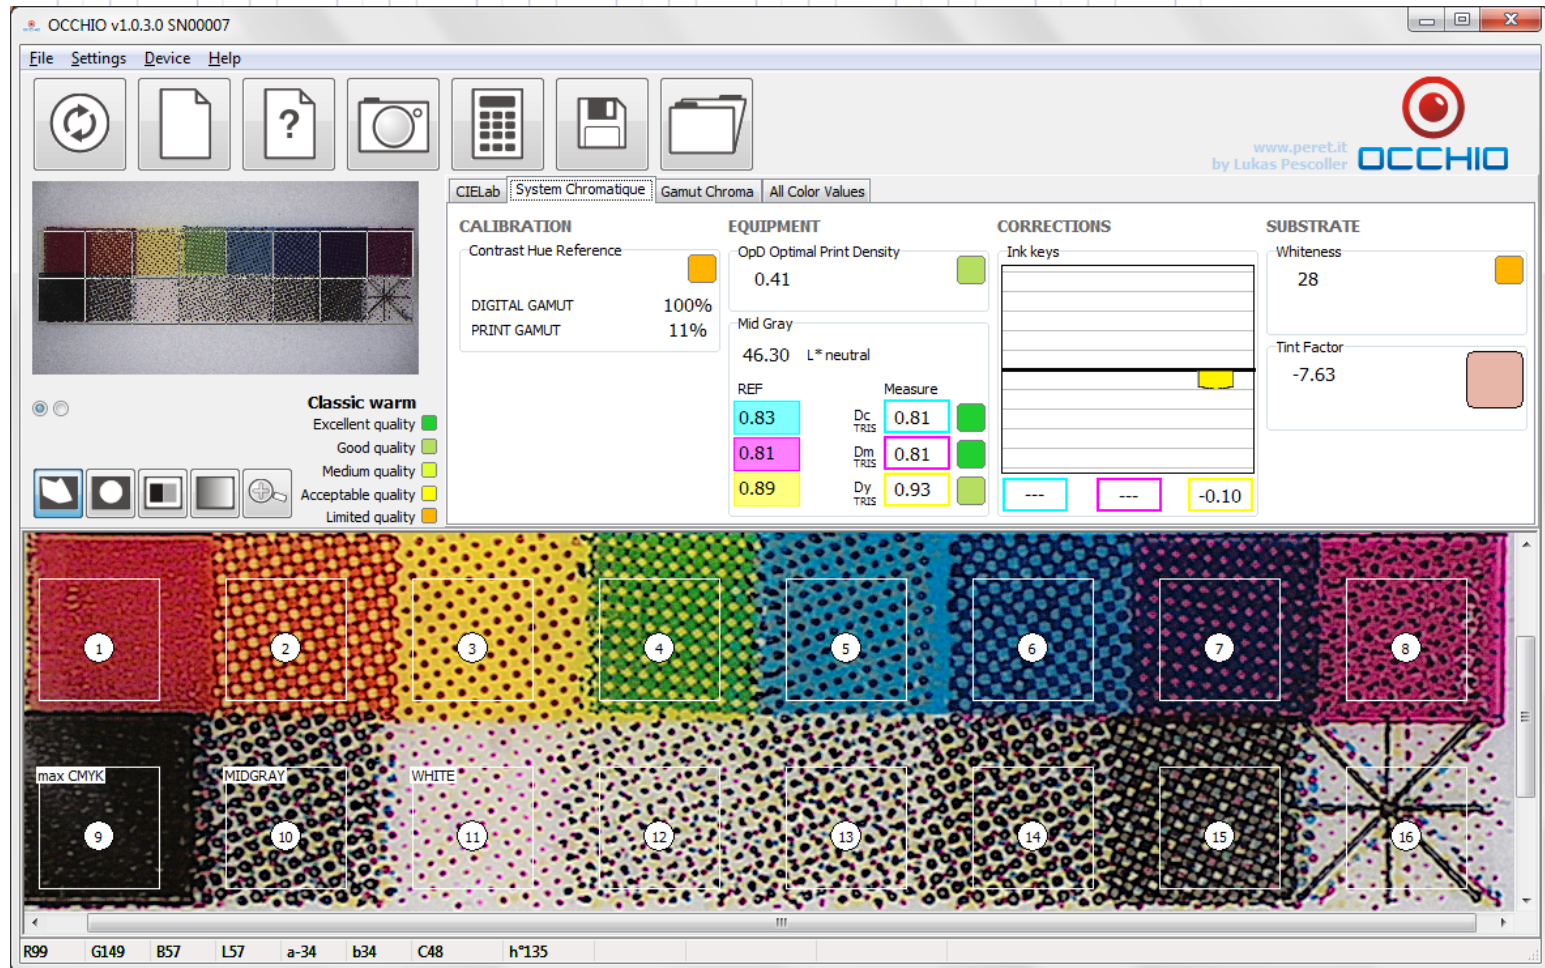 OCCHIO v1.0.3.0 SN00007
File Settings Device Help
?
www.peret.it
by Lukas Pescoller
OCCHIO
CIELab System Chromatique Gamut Chroma All Color Values
CALIBRATION
Contrast Hue Reference
DIGITAL GAMUT 100%
PRINT GAMUT 11%
EQUIPMENT
OpD Optimal Print Density
0.41
Mid Gray
46.30 L* neutral
REF Measure
0.83 Dc TRIS 0.81
0.81 Dm TRIS 0.81
0.89 Dy TRIS 0.93
CORRECTIONS
Ink keys
--- --- -0.10
SUBSTRATE
Whiteness
28
Tint Factor
-7.63
Classic warm
Excellent quality
Good quality
Medium quality
Acceptable quality
Limited quality
1 2 3 4 5 6 7 8
max CMYK MIDGRAY WHITE
9 10 11 12 13 14 15 16
R99 G149 B57 L57 a-34 b34 C48 h°135